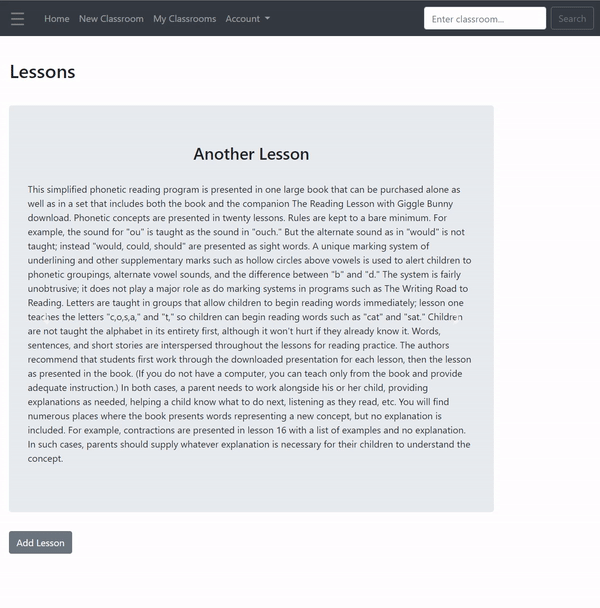 Home New Classroom My Classrooms Account Enter classroom... Search
Lessons
Another Lesson
This simplified phonetic reading program is presented in one large book that can be purchased alone as
well as in a set that includes both the book and the companion The Reading Lesson with Giggle Bunny
download. Phonetic concepts are presented in twenty lessons. Rules are kept to a bare minimum. For
example, the sound for "ou" is taught as the sound in "ouch." But the alternate sound as in "would" is not
taught; instead "would, could, should" are presented as sight words. A unique marking system of
underlining and other supplementary marks such as hollow circles above vowels is used to alert children to
phonetic groupings, alternate vowel sounds, and the difference between "b" and "d." The system is fairly
unobtrusive; it does not play a major role as do marking systems in programs such as The Writing Road to
Reading. Letters are taught in groups that allow children to begin reading words immediately; lesson one
teaches the letters "c,o,s,a," and "t," so children can begin reading words such as "cat" and "sat." Children
are not taught the alphabet in its entirety first, although it won't hurt if they already know it. Words,
sentences, and short stories are interspersed throughout the lessons for reading practice. The authors
recommend that students first work through the downloaded presentation for each lesson, then the lesson
as presented in the book. (If you do not have a computer, you can teach only from the book and provide
adequate instruction.) In both cases, a parent needs to work alongside his or her child, providing
explanations as needed, helping a child know what to do next, listening as they read, etc. You will find
numerous places where the book presents words representing a new concept, but no explanation is
included. For example, contractions are presented in lesson 16 with a list of examples and no explanation.
In such cases, parents should supply whatever explanation is necessary for their children to understand the
concept.
Add Lesson